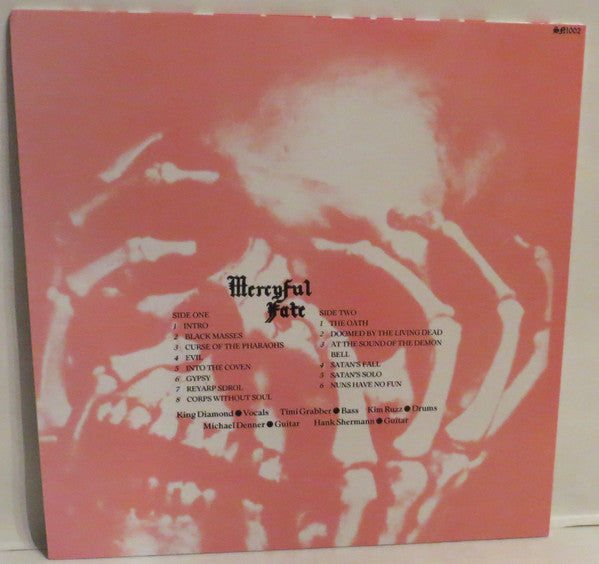 SN1002
Mercyful
Fate
SIDE ONE
1 INTRO
2 BLACK MASSES
3 CURSE OF THE PHARAOHS
4 EVIL
5 INTO THE COVEN
6 GYPSY
7 REYARP SDROL
8 CORPS WITHOUT SOUL
SIDE TWO
1 THE OATH
2 DOOMED BY THE LIVING DEAD
3 AT THE SOUND OF THE DEMON
BELL
4 SATAN'S FALL
5 SATAN'S SOLO
6 NUNS HAVE NO FUN
King Diamond ● Vocals Timi Grabber ● Bass Kim Ruzz ● Drums
Michael Denner ● Guitar Hank Shermann ● Guitar